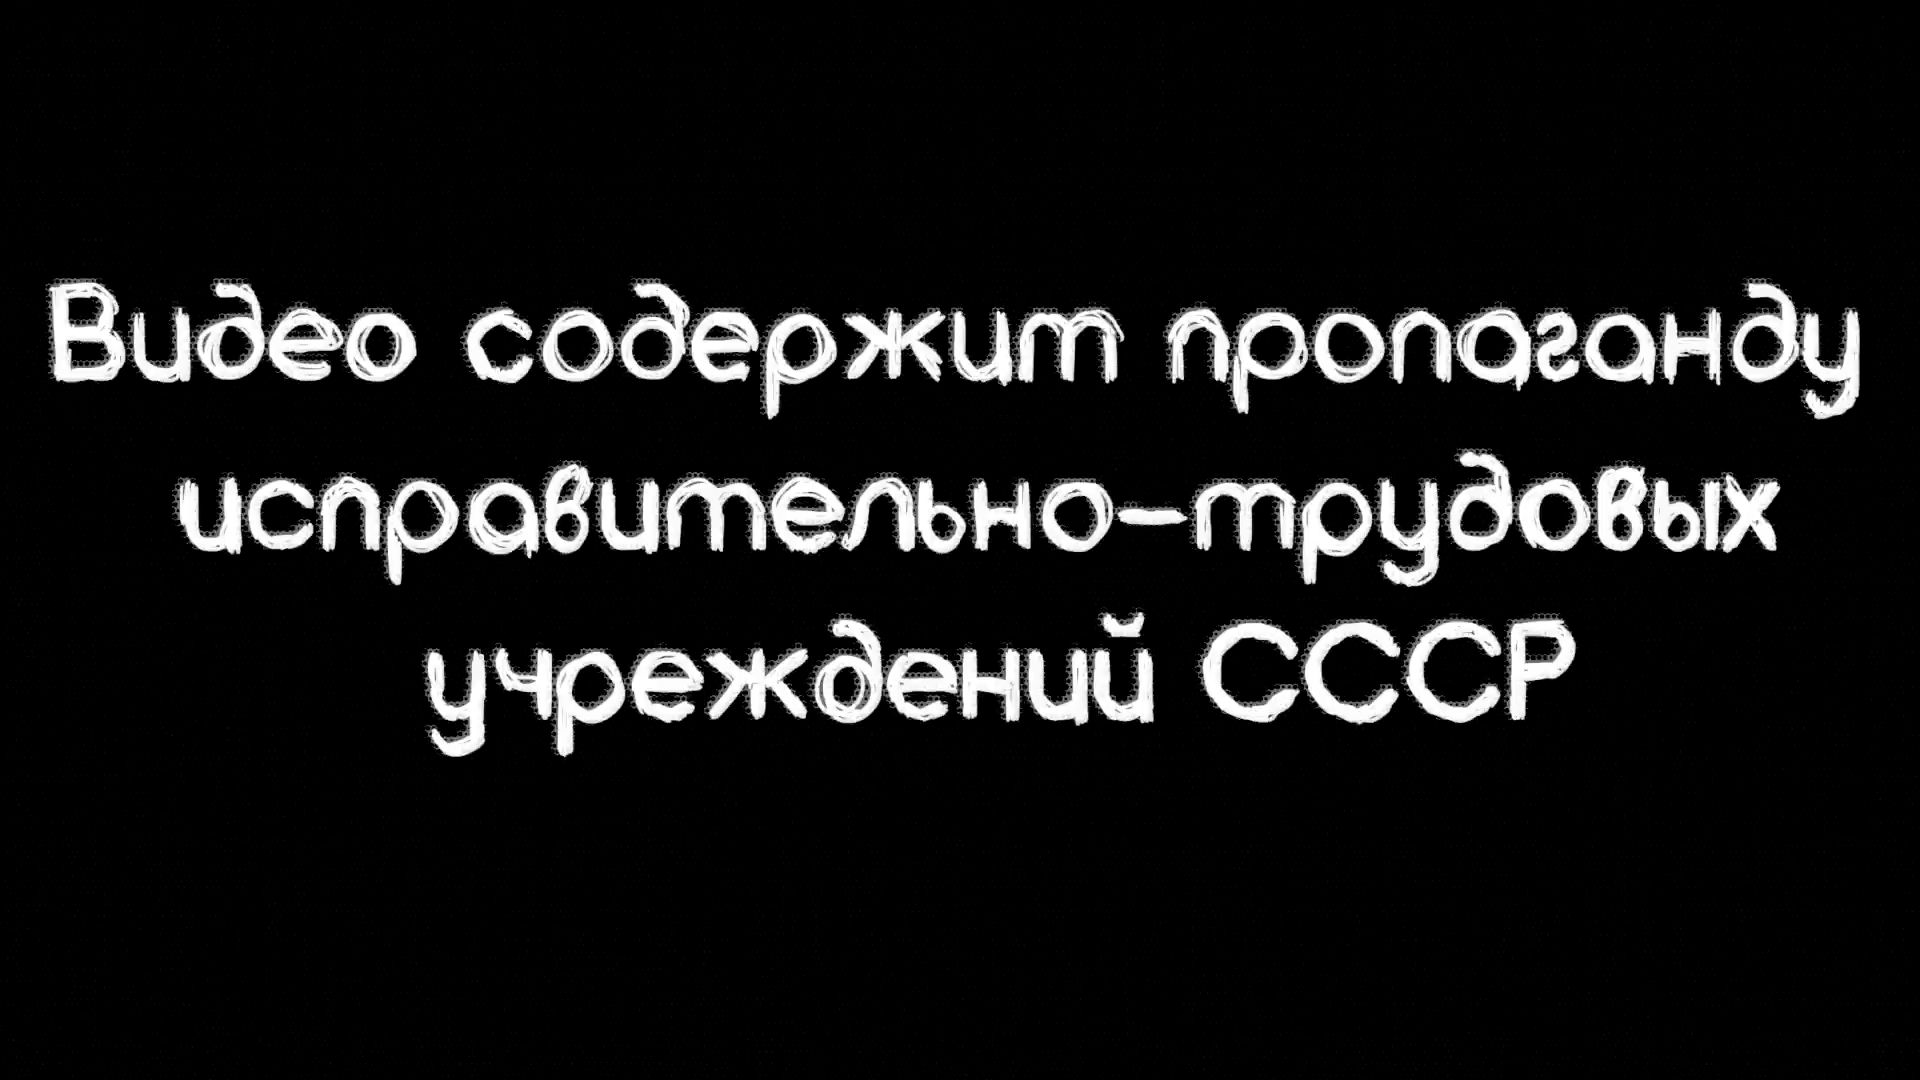 Видео содержит пропаганду
исправительно-трудовых
учреждений СССР